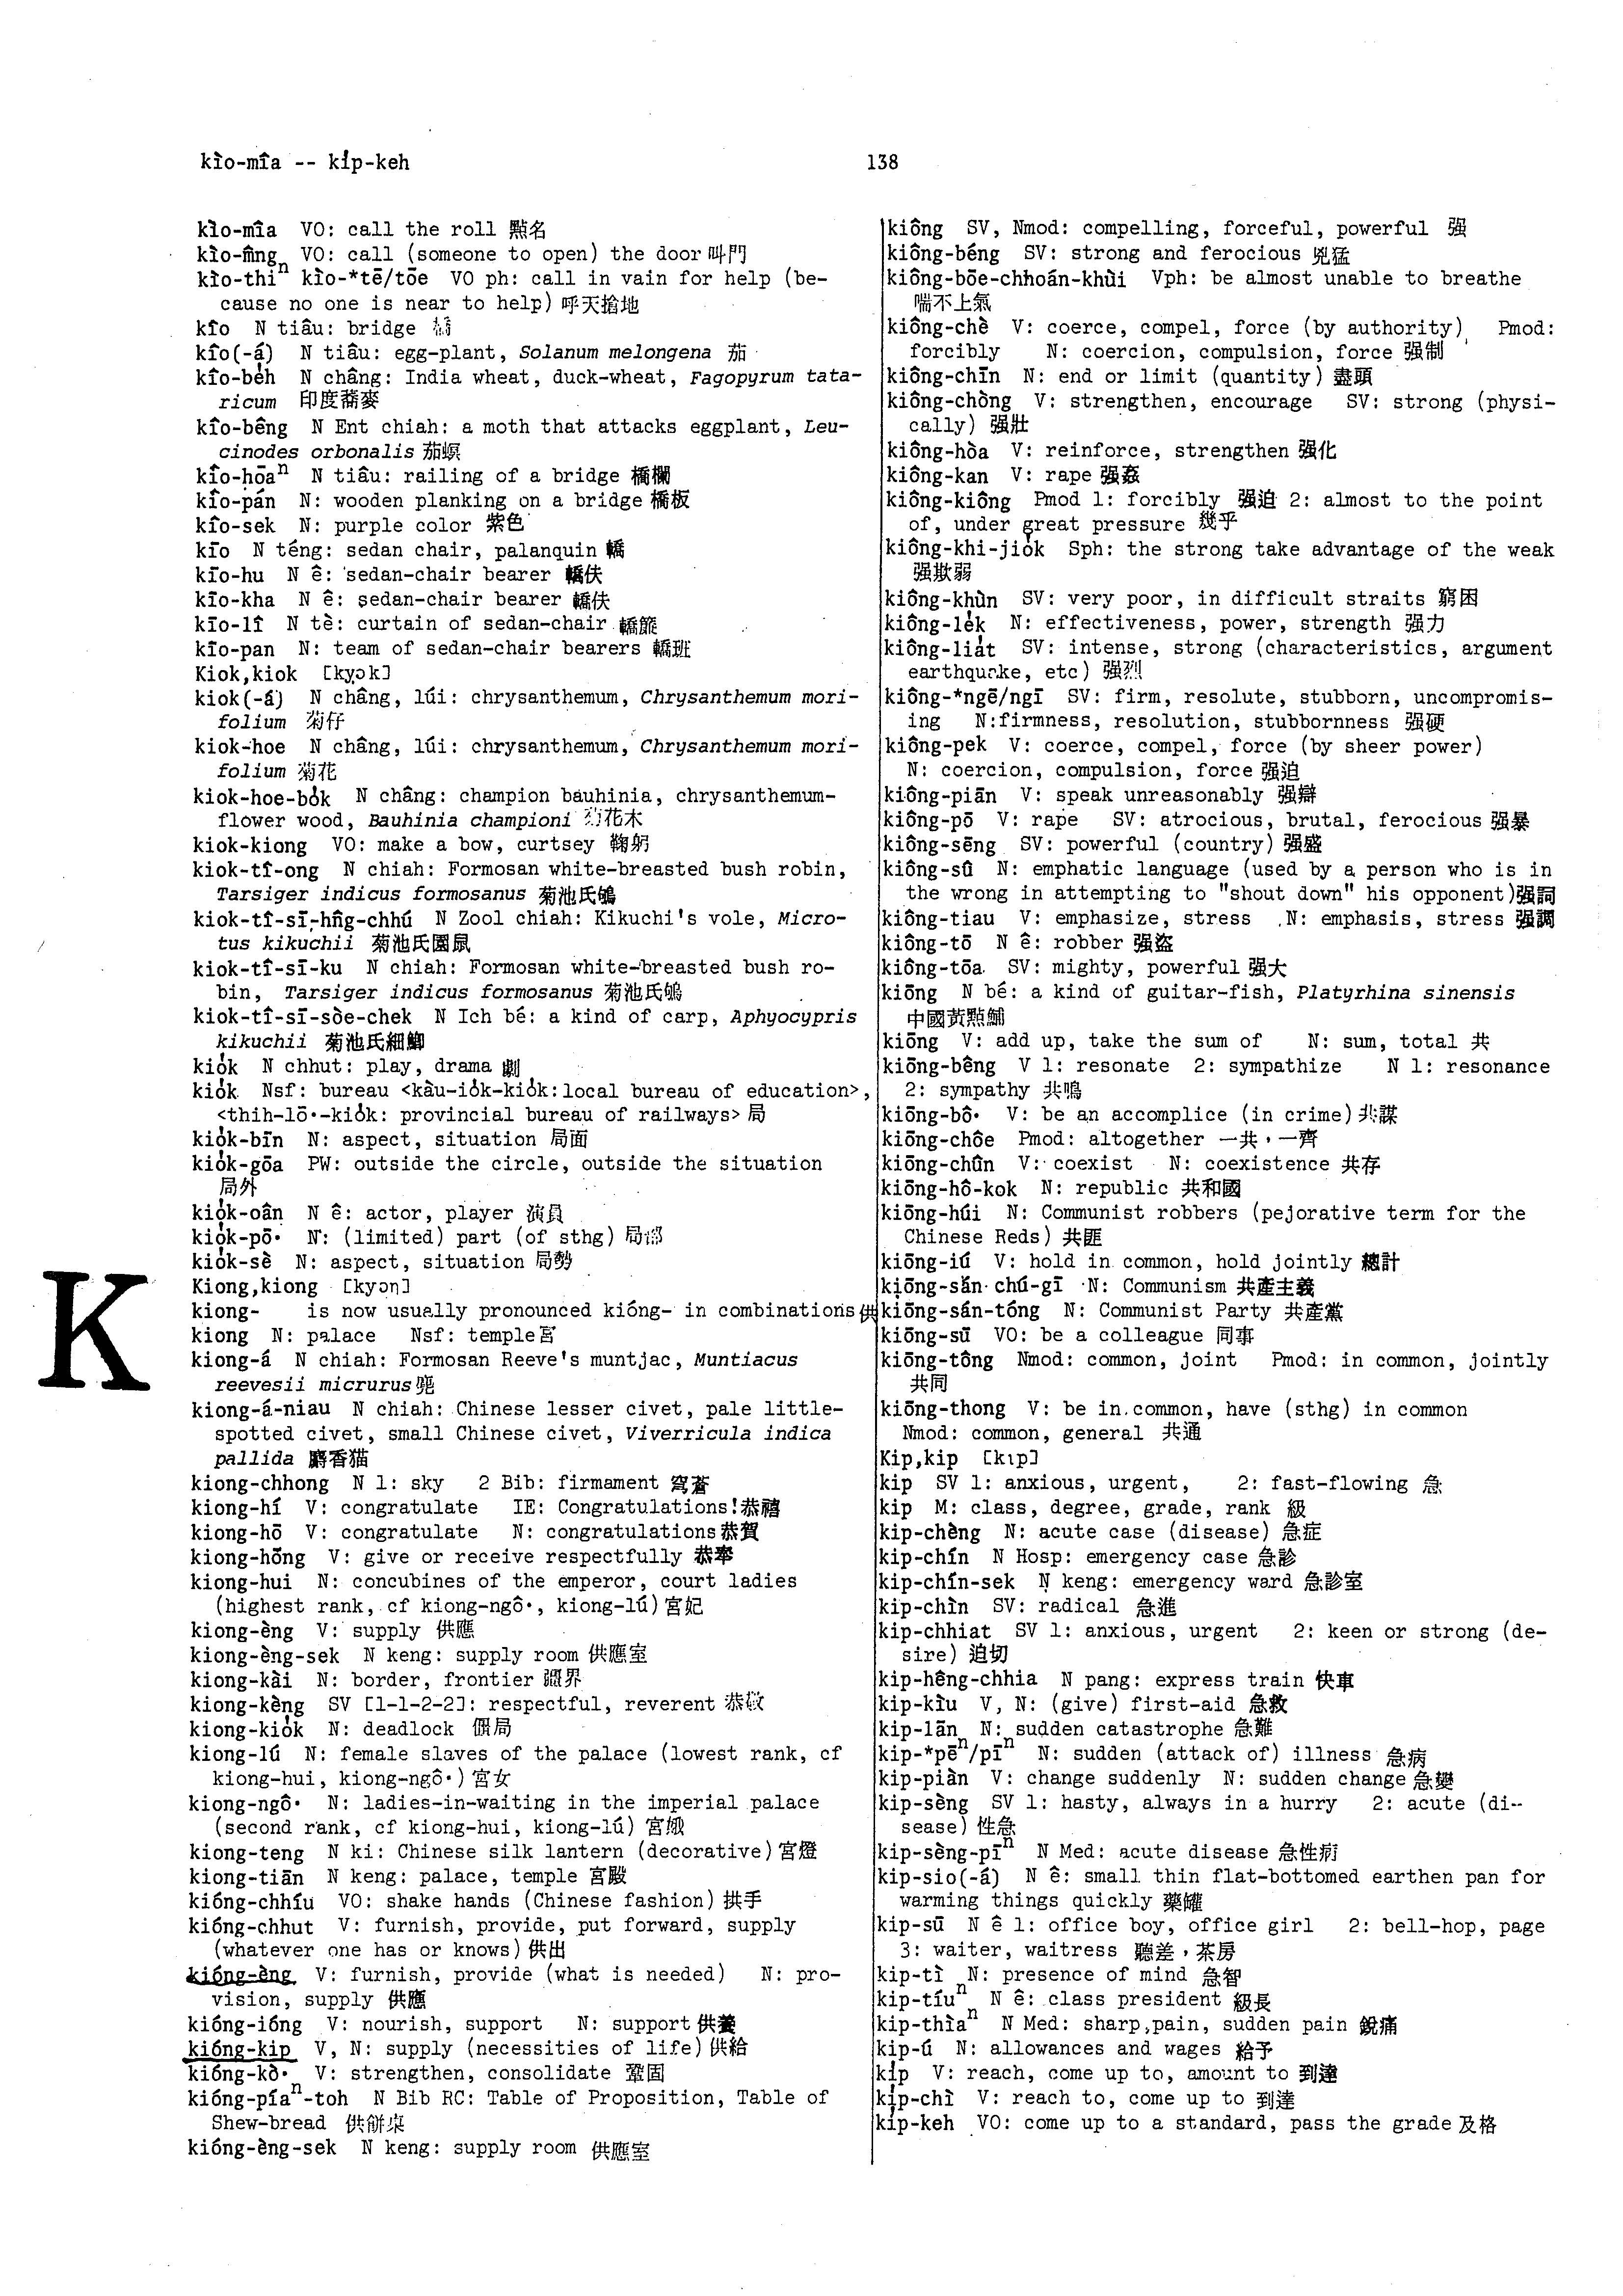 kìo-mîa -- ki̍p-keh
138
kìo-mîa VO: call the roll 點名
kìo-mn̂g VO: call (someone to open) the door 叫門
kìo-thiⁿ kìo-*tē/tōe VO ph: call in vain for help (be-
cause no one is near to help) 呼天搶地
kîo N tiâu: bridge 橋
kîo(-á) N tiâu: egg-plant, Solanum melongena 茄
kîo-be̍h N châng: India wheat, duck-wheat, Fagopyrum tata-
ricum 印度蕎麥
kîo-bêng N Ent chiah: a moth that attacks eggplant, Leu-
cinodes orbonalis 茄螟
kîo-hōaⁿ N tiâu: railing of a bridge 橋欄
kîo-pán N: wooden planking on a bridge 橋板
kîo-sek N: purple color 紫色
kīo N téng: sedan chair, palanquin 轎
kīo-hu N ê: sedan-chair bearer 轎伕
kīo-kha N ê: sedan-chair bearer 轎伕
kīo-lî N tè: curtain of sedan-chair 轎簾
kīo-pan N: team of sedan-chair bearers 轎班
Kiok,kiok [kyɔk]
kiok(-á) N châng, lúi: chrysanthemum, Chrysanthemum mori-
folium 菊仔
kiok-hoe N châng, lúi: chrysanthemum, Chrysanthemum mori-
folium 菊花
kiok-hoe-bo̍k N châng: champion bauhinia, chrysanthemum-
flower wood, Bauhinia championi 菊花木
kiok-kiong VO: make a bow, curtsey 鞠躬
kiok-tî-ong N chiah: Formosan white-breasted bush robin,
Tarsiger indicus formosanus 菊池氏鴝
kiok-tî-sī-hn̂g-chhú N Zool chiah: Kikuchi's vole, Micro-
tus kikuchii 菊池氏園鼠
kiok-tî-sī-ku N chiah: Formosan white-breasted bush ro-
bin, Tarsiger indicus formosanus 菊池氏鴝
kiok-tî-sī-sòe-chek N Ich bé: a kind of carp, Aphyocypris
kikuchii 菊池氏細鯽
kio̍k N chhut: play, drama 劇
kio̍k Nsf: bureau <kàu-io̍k-kio̍k:local bureau of education>,
<thih-lō·-kio̍k: provincial bureau of railways> 局
kio̍k-bīn N: aspect, situation 局面
kio̍k-gōa PW: outside the circle, outside the situation
局外
kio̍k-oân N ê: actor, player 演員
kio̍k-pō· N: (limited) part (of sthg) 局部
kio̍k-sè N: aspect, situation 局勢
Kiong,kiong [kyɔŋ]
kiong- is now usually pronounced kióng- in combinations 供
kiong N: palace Nsf: temple 宮
kiong-á N chiah: Formosan Reeve's muntjac, Muntiacus
reevesii micrurus
kiong-á-niau N chiah: Chinese lesser civet, pale little-
spotted civet, small Chinese civet, Viverricula indica
pallida 麝香猫
kiong-chhong N 1: sky 2 Bib: firmament 穹蒼
kiong-hí V: congratulate IE: Congratulations! 恭禧
kiong-hō V: congratulate N: congratulations 恭賀
kiong-hōng V: give or receive respectfully 恭奉
kiong-hui N: concubines of the emperor, court ladies
(highest rank, cf kiong-ngô·, kiong-lú) 宮妃
kiong-èng V: supply 供應
kiong-èng-sek N keng: supply room 供應室
kiong-kài N: border, frontier 疆界
kiong-kèng SV [1-1-2-2]: respectful, reverent 恭敬
kiong-kio̍k N: deadlock 僵局
kiong-lú N: female slaves of the palace (lowest rank, cf
kiong-hui, kiong-ngô·) 宮女
kiong-ngô· N: ladies-in-waiting in the imperial palace
(second rank, cf kiong-hui, kiong-lú) 宮娥
kiong-teng N ki: Chinese silk lantern (decorative) 宮燈
kiong-tiān N keng: palace, temple 宮殿
kióng-chhíu VO: shake hands (Chinese fashion) 拱手
kióng-chhut V: furnish, provide, put forward, supply
(whatever one has or knows) 供出
kióng-èng V: furnish, provide (what is needed) N: pro-
vision, supply 供應
kióng-ióng V: nourish, support N: support 供養
kióng-kip V, N: supply (necessities of life) 供給
kióng-kò· V: strengthen, consolidate 鞏固
kióng-píaⁿ-toh N Bib RC: Table of Proposition, Table of
Shew-bread 供餅桌
kióng-èng-sek N keng: supply room 供應室
K
kiông SV, Nmod: compelling, forceful, powerful 强
kiông-béng SV: strong and ferocious 兇猛
kiông-bōe-chhoán-khùi Vph: be almost unable to breathe
喘不上氣
kiông-chè V: coerce, compel, force (by authority) Pmod:
forcibly N: coercion, compulsion, force 强制
kiông-chīn N: end or limit (quantity) 盡頭
kiông-chòng V: strengthen, encourage SV: strong (physi-
cally) 强壯
kiông-hòa V: reinforce, strengthen 强化
kiông-kan V: rape 强姦
kiông-kiông Pmod 1: forcibly 强迫 2: almost to the point
of, under great pressure 幾乎
kiông-khi-jio̍k Sph: the strong take advantage of the weak
强欺弱
kiông-khùn SV: very poor, in difficult straits 窮困
kiông-le̍k N: effectiveness, power, strength 强力
kiông-lia̍t SV: intense, strong (characteristics, argument
earthquake, etc) 强烈
kiông-*ngē/ngī SV: firm, resolute, stubborn, uncompromis-
ing N:firmness, resolution, stubbornness 强硬
kiông-pek V: coerce, compel, force (by sheer power)
N: coercion, compulsion, force 强迫
kiông-piān V: speak unreasonably 强辯
kiông-pō V: rape SV: atrocious, brutal, ferocious 强暴
kiông-sēng SV: powerful (country) 强盛
kiông-sû N: emphatic language (used by a person who is in
the wrong in attempting to "shout down" his opponent) 强詞
kiông-tiau V: emphasize, stress N: emphasis, stress 强調
kiông-tō N ê: robber 强盜
kiông-tōa SV: mighty, powerful 强大
kiōng N bé: a kind of guitar-fish, Platyrhina sinensis
中國黃點鯆
kiōng V: add up, take the sum of N: sum, total 共
kiōng-bêng V 1: resonate 2: sympathize N 1: resonance
2: sympathy 共鳴
kiōng-bô· V: be an accomplice (in crime) 共謀
kiōng-chôe Pmod: altogether 一共，一齊
kiōng-chûn V: coexist N: coexistence 共存
kiōng-hô-kok N: republic 共和國
kiōng-húi N: Communist robbers (pejorative term for the
Chinese Reds) 共匪
kiōng-iú V: hold in common, hold jointly 總計
kiōng-sán chú-gī N: Communism 共產主義
kiōng-sán-tóng N: Communist Party 共產黨
kiōng-sū VO: be a colleague 同事
kiōng-tông Nmod: common, joint Pmod: in common, jointly
共同
kiōng-thong V: be in common, have (sthg) in common
Nmod: common, general 共通
Kip,kip [kɩp]
kip SV 1: anxious, urgent, 2: fast-flowing 急
kip M: class, degree, grade, rank 級
kip-chèng N: acute case (disease) 急症
kip-chín N Hosp: emergency case 急診
kip-chín-sek N keng: emergency ward 急診室
kip-chìn SV: radical 急進
kip-chhiat SV 1: anxious, urgent 2: keen or strong (de-
sire) 迫切
kip-hêng-chhia N pang: express train 快車
kip-kìu V, N: (give) first-aid 急救
kip-lān N: sudden catastrophe 急難
kip-*pēⁿ/pīⁿ N: sudden (attack of) illness 急病
kip-piàn V: change suddenly N: sudden change 急變
kip-sèng SV 1: hasty, always in a hurry 2: acute (di-
sease) 性急
kip-sèng-pīⁿ N Med: acute disease 急性病
kip-sio(-á) N ê: small thin flat-bottomed earthen pan for
warming things quickly 藥罐
kip-sū N ê 1: office boy, office girl 2: bell-hop, page
3: waiter, waitress 聽差，茶房
kip-tì N: presence of mind 急智
kip-tíuⁿ N ê: class president 級長
kip-thìaⁿ N Med: sharp pain, sudden pain 銳痛
kip-ú N: allowances and wages 給予
ki̍p V: reach, come up to, amount to 到達
ki̍p-chì V: reach to, come up to 到達
ki̍p-keh VO: come up to a standard, pass the grade 及格